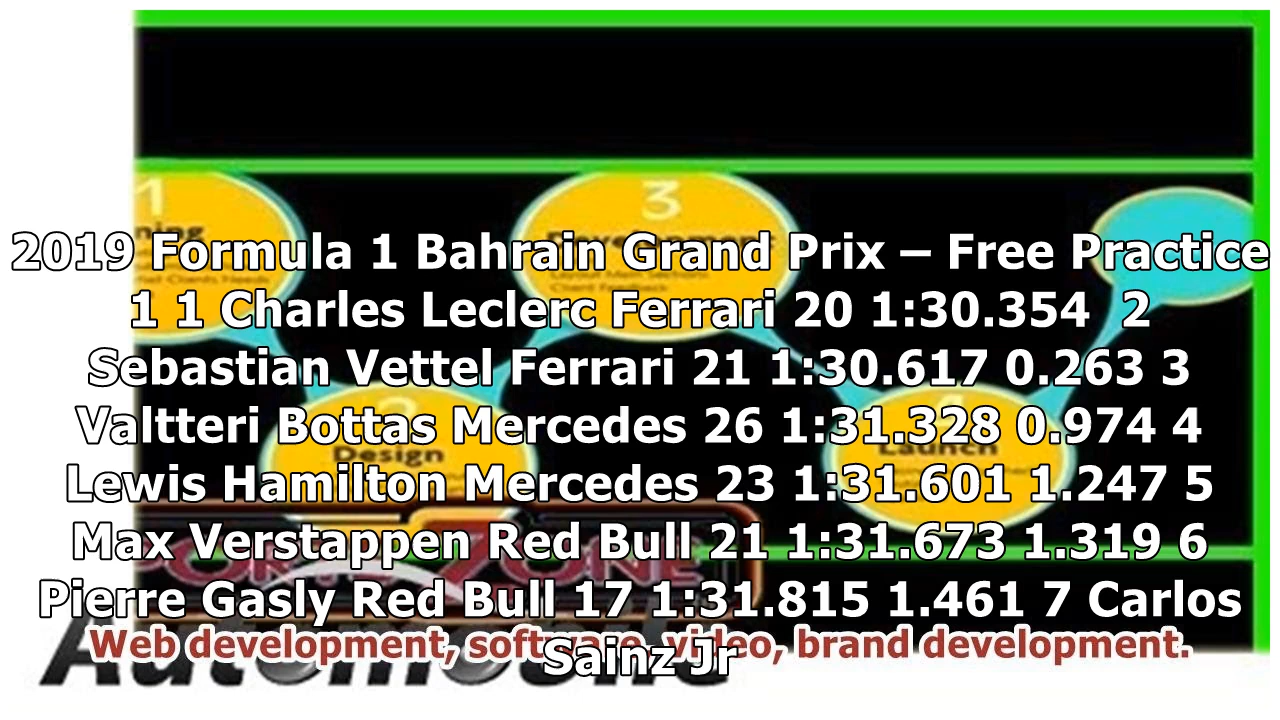 1
3
2019 Formula 1 Bahrain Grand Prix – Free Practice
1 1 Charles Leclerc Ferrari 20 1:30.354 2
Client Feedback
Sebastian Vettel Ferrari 21 1:30.617 0.263 3
Valtteri Bottas Mercedes 26 1:31.328 0.974 4
Design
Launch
Lewis Hamilton Mercedes 23 1:31.601 1.247 5
Max Verstappen Red Bull 21 1:31.673 1.319 6
Pierre Gasly Red Bull 17 1:31.815 1.461 7 Carlos
Web development, software, video, brand development.
Sainz Jr
Automobile